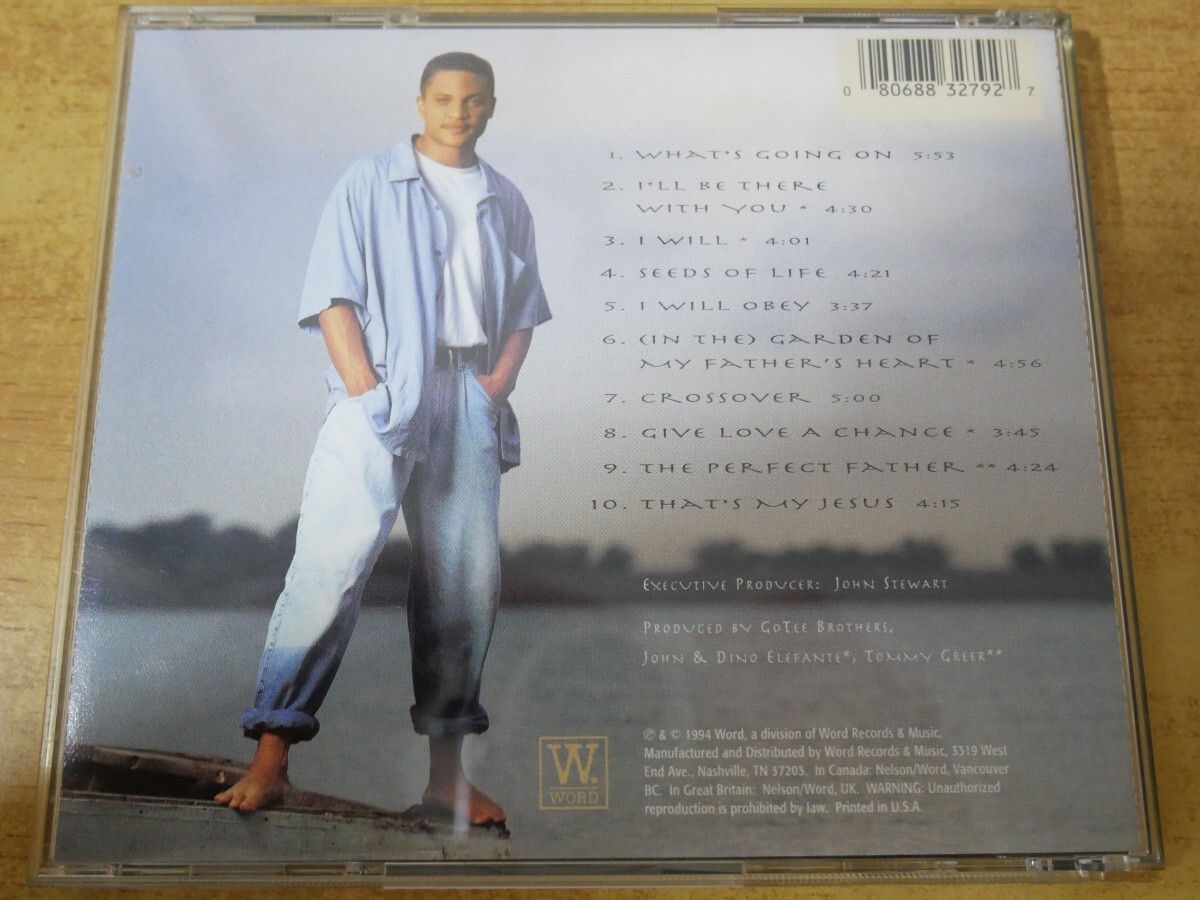 0 80688 32792 7
1. WHAT'S GOING ON 5:53
2. I'LL BE THERE
WITH YOU * 4:30
3. I WILL * 4:01
4. SEEDS OF LIFE 4:21
5. I WILL OBEY 3:37
6. (IN THE) GARDEN OF
MY FATHER'S HEART * 4:56
7. CROSSOVER 5:00
8. GIVE LOVE A CHANCE * 3:45
9. THE PERFECT FATHER ** 4:24
10. THAT'S MY JESUS 4:15
EXECUTIVE PRODUCER: JOHN STEWART
PRODUCED BY GOTEE BROTHERS,
JOHN & DINO ELEFANTE*, TOMMY GREER**
W.
WORD
℗ & © 1994 Word, a division of Word Records & Music.
Manufactured and Distributed by Word Records & Music, 3319 West
End Ave., Nashville, TN 37203. In Canada: Nelson/Word, Vancouver
BC. In Great Britain: Nelson/Word, UK. WARNING: Unauthorized
reproduction is prohibited by law. Printed in U.S.A.